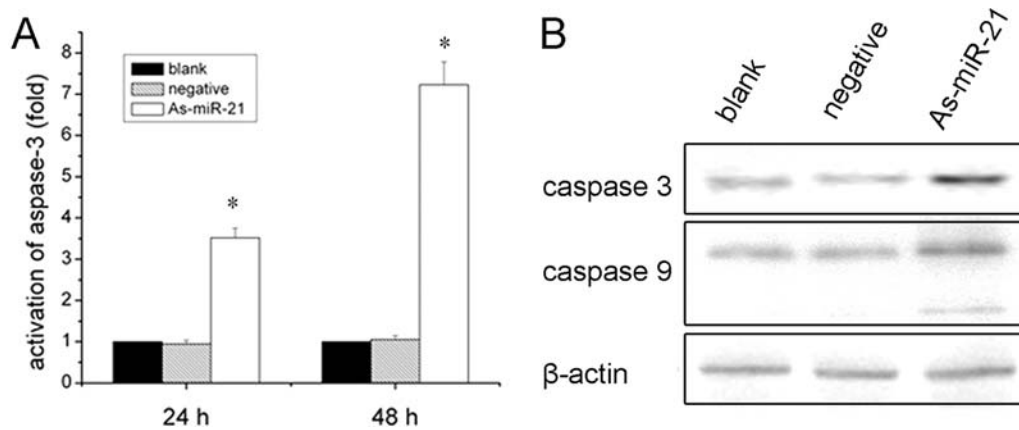 A
activation of aspase-3 (fold)
8
7
6
5
4
3
2
1
0
blank
negative
As-miR-21
*
*
24 h
48 h
B
blank
negative
As-miR-21
caspase 3
caspase 9
β-actin